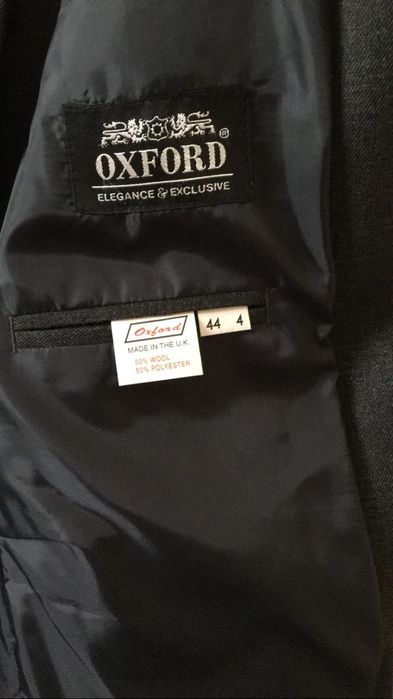 OXFORD
ELEGANCE & EXCLUSIVE
Oxford
MADE IN THE U.K.
50% WOOL
50% POLYESTER
44 4